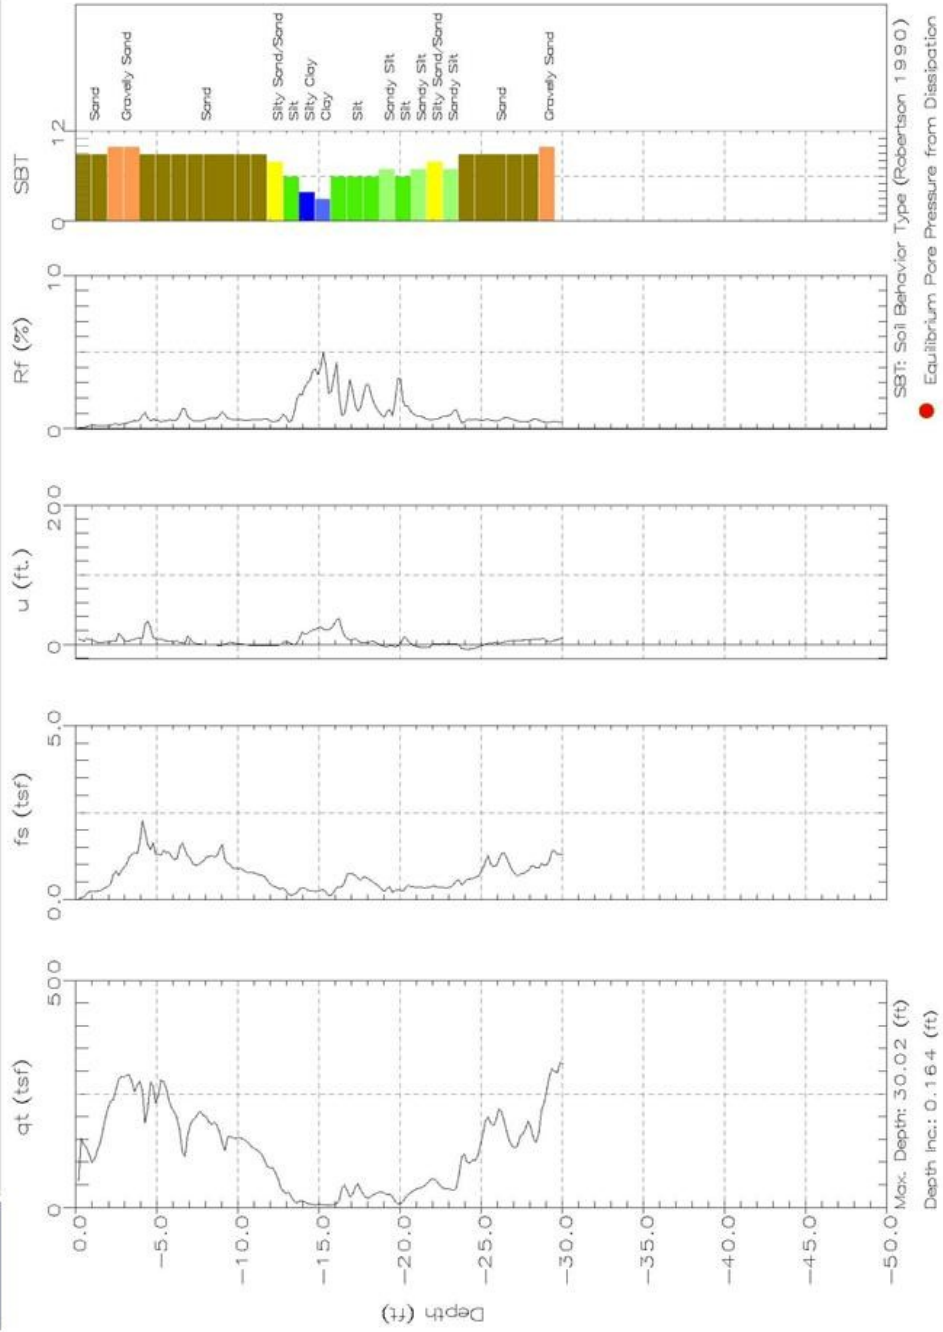 qt (tsf)
0
500
fs (tsf)
0.0
5.0
u (ft.)
0
200
Rf (%)
0
10
SBT
0
12
Depth (ft)
0.0
-5.0
-10.0
-15.0
-20.0
-25.0
-30.0
-35.0
-40.0
-45.0
-50.0
Sand
Gravelly Sand
Sand
Silty Sand/Sand
Silt
Silty Clay
Clay
Silt
Sandy Silt
Silt
Sandy Silt
Silty Sand/Sand
Sandy Silt
Sand
Gravelly Sand
Max. Depth: 30.02 (ft)
Depth Inc.: 0.164 (ft)
SBT: Soil Behavior Type (Robertson 1990)
Equilibrium Pore Pressure from Dissipation